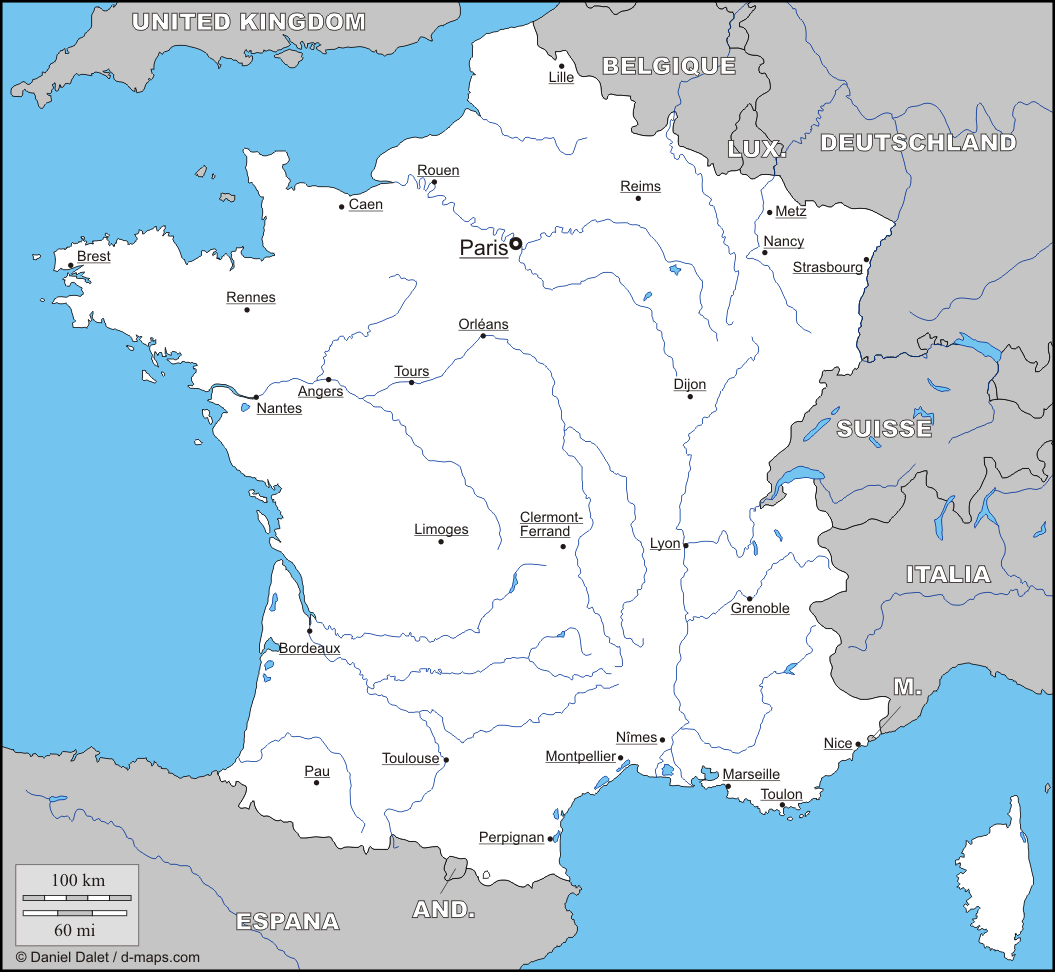 UNITED KINGDOM
BELGIQUE
Lille
DEUTSCHLAND
LUX.
Rouen
Reims
Caen
Metz
Paris
Nancy
Brest
Strasbourg
Rennes
Orléans
Tours
Dijon
Angers
Nantes
SUISSE
Clermont-
Ferrand
Limoges
Lyon
ITALIA
Grenoble
Bordeaux
M.
Nîmes
Nice
Montpellier
Toulouse
Pau
Marseille
Toulon
Perpignan
100 km
60 mi
AND.
ESPANA
© Daniel Dalet / d-maps.com